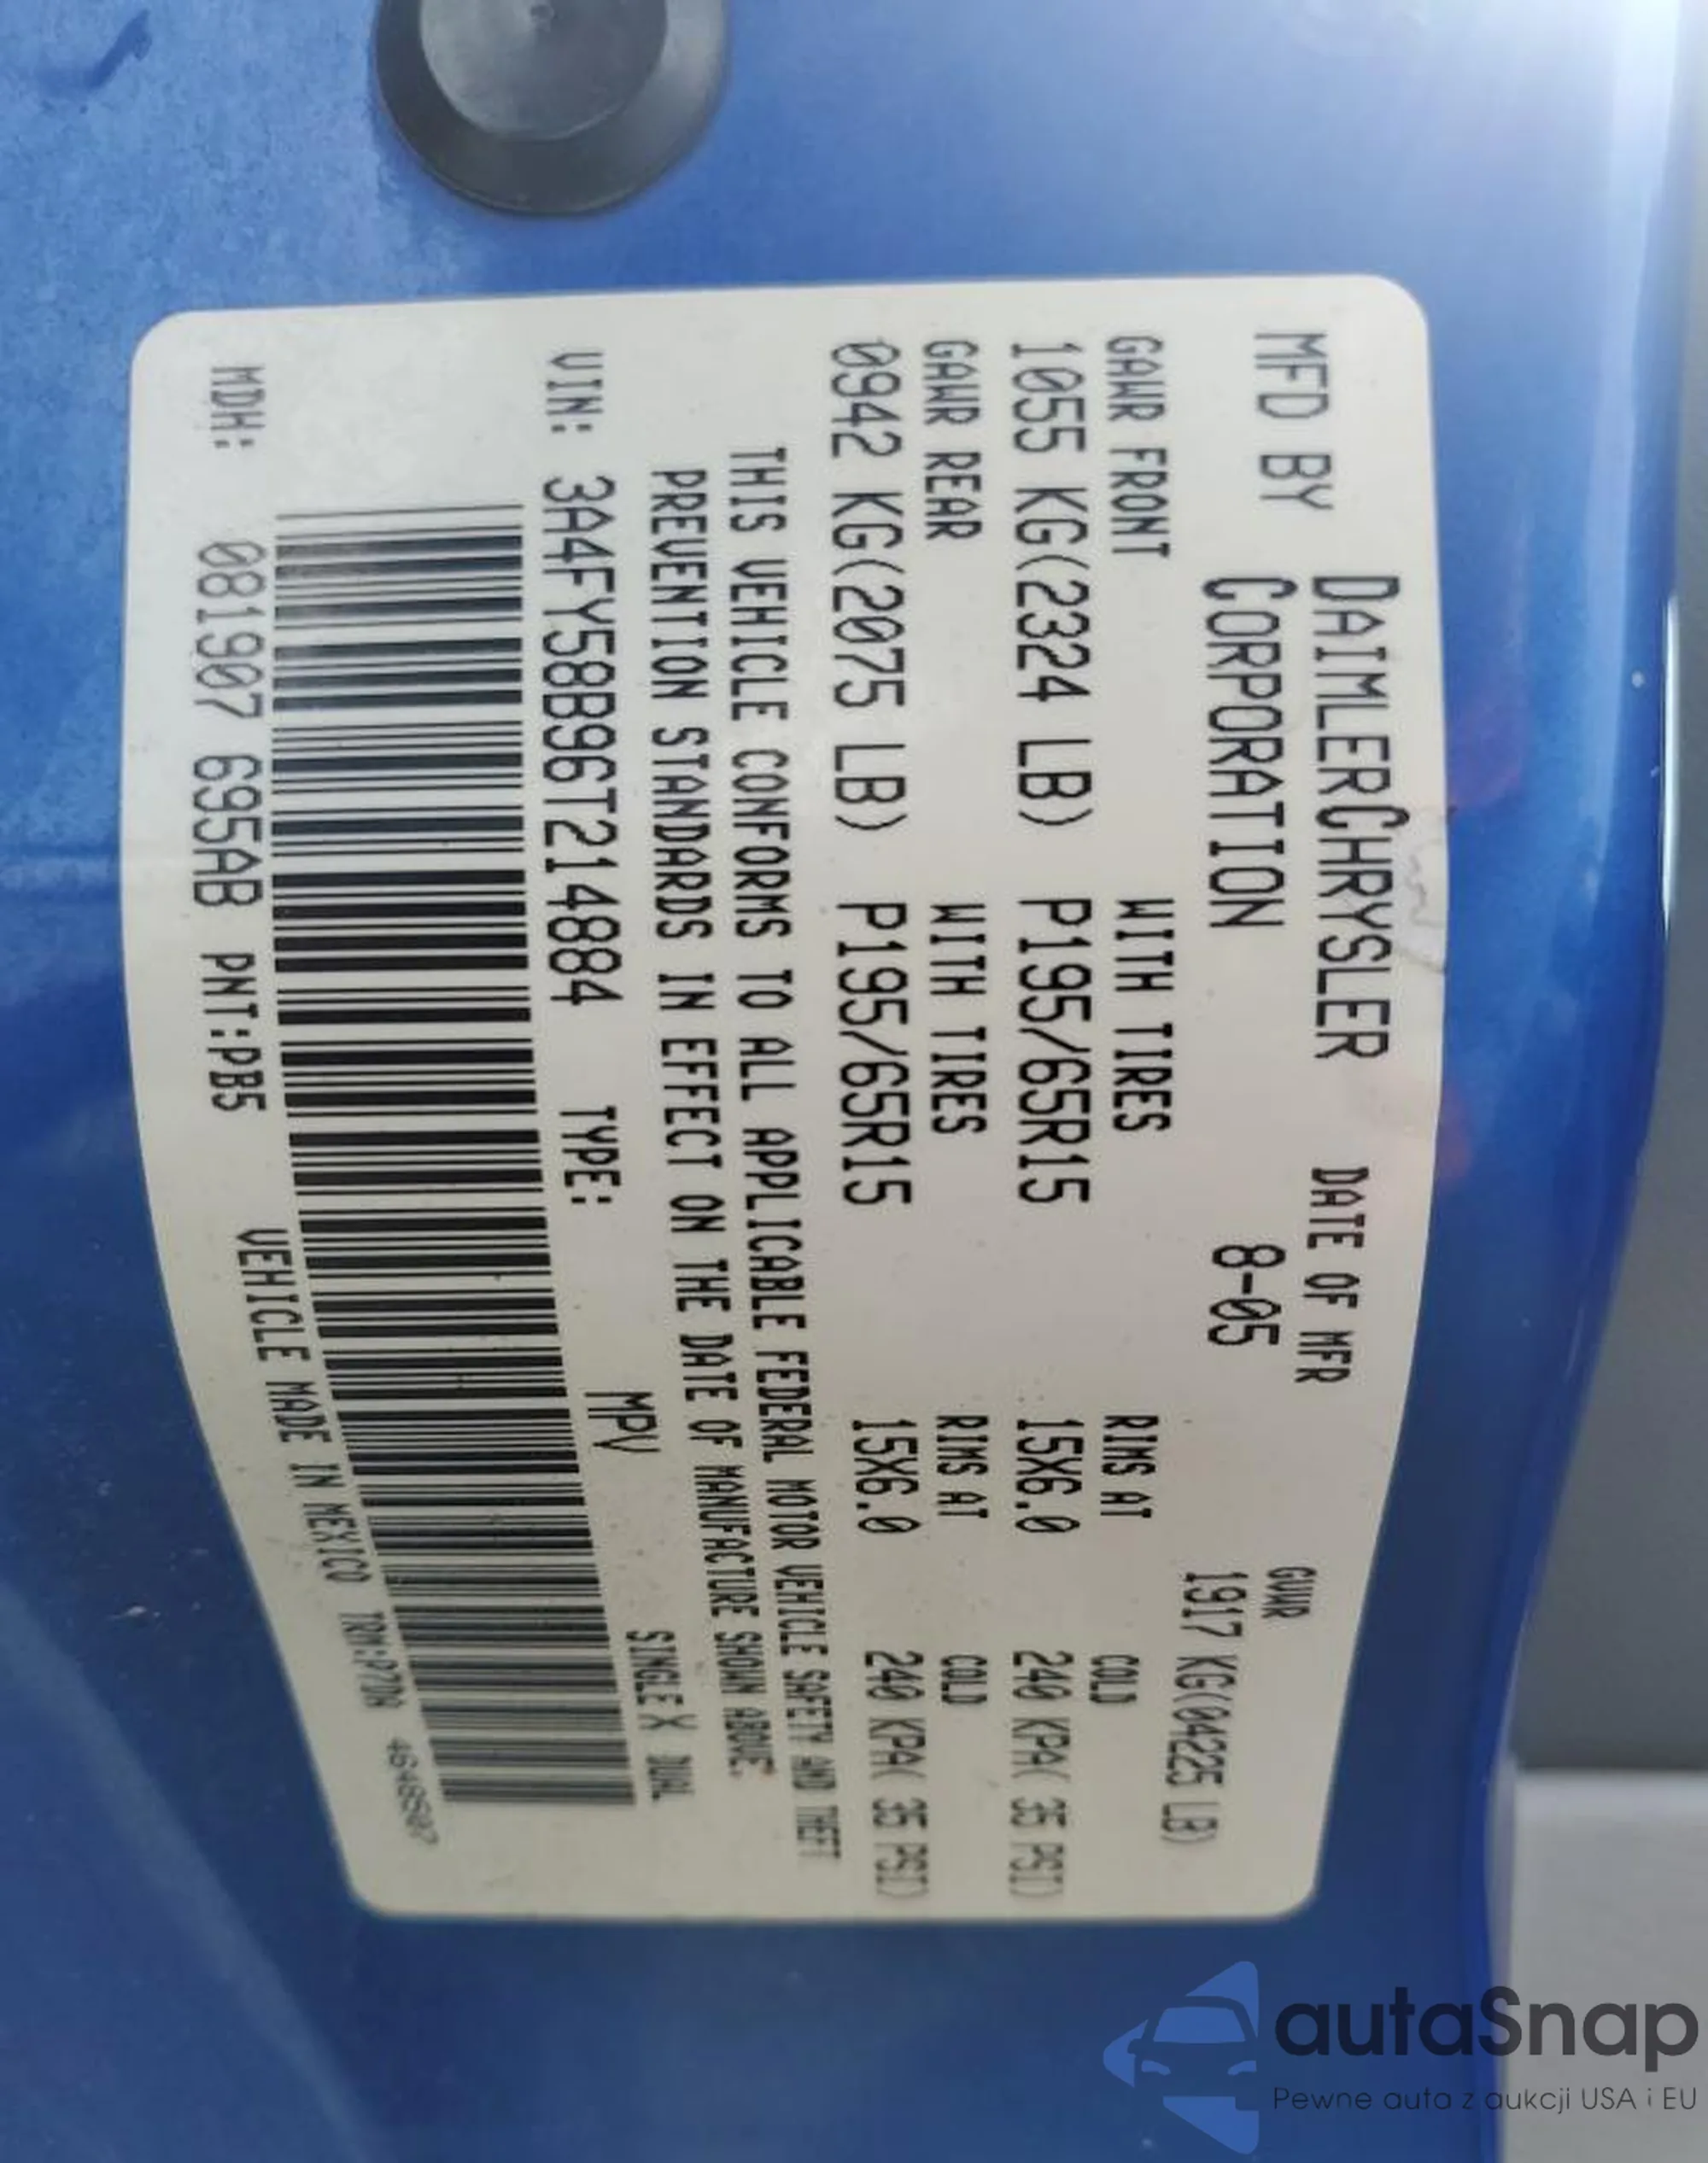 MFD BY DAIMLERCHRYSLER CORPORATION
DATE OF MFR 8-05
GVWR 1917 KG(04225 LB)
GAWR FRONT WITH TIRES RIMS AT COLD
1055 KG(2324 LB) P195/65R15 15X6.0 240 KPA( 35 PSI)
GAWR REAR WITH TIRES RIMS AT COLD
0942 KG(2075 LB) P195/65R15 15X6.0 240 KPA( 35 PSI)
THIS VEHICLE CONFORMS TO ALL APPLICABLE FEDERAL MOTOR VEHICLE SAFETY AND THEFT
PREVENTION STANDARDS IN EFFECT ON THE DATE OF MANUFACTURE SHOWN ABOVE.
VIN: 3A4FY58B96T214884 TYPE: MPV SINGLE X DUAL
MDH: 081907 695AB PNT:PB5 VEHICLE MADE IN MEXICO
autaSnap
Pewne auta z aukcji USA i EU